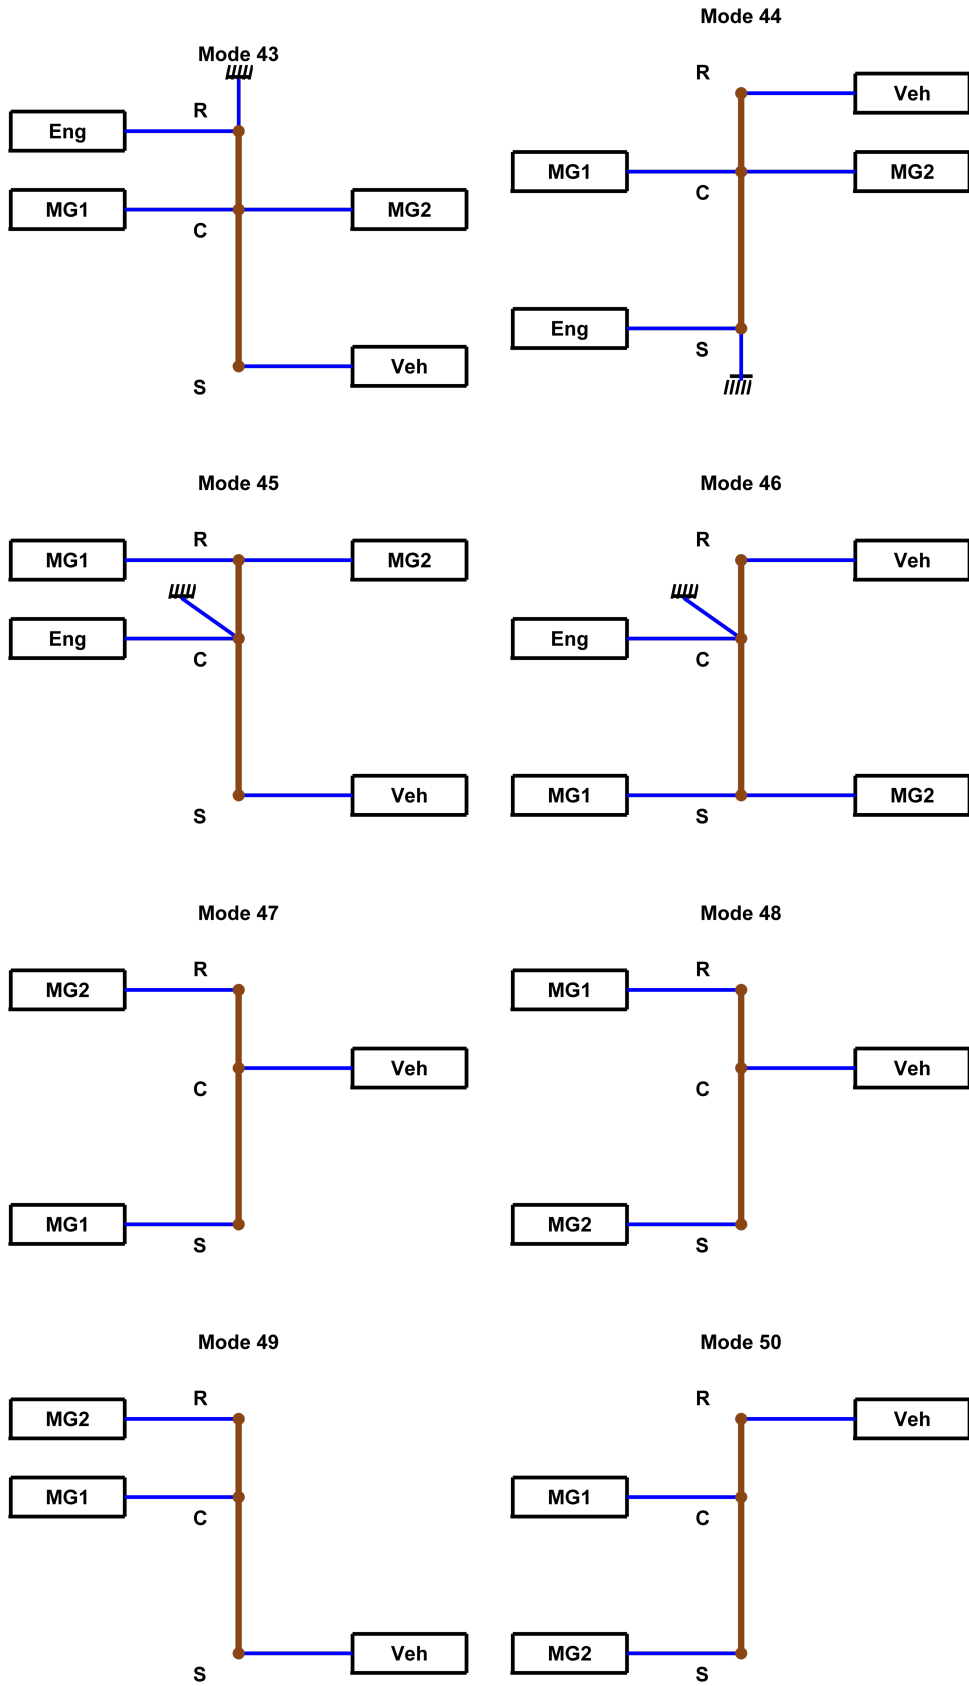 Mode 43
R
Eng
MG1
MG2
C
Veh
S
Mode 44
R
Veh
MG1
MG2
C
Eng
S
Mode 45
R
MG1
MG2
Eng
C
Veh
S
Mode 46
R
Veh
Eng
C
MG1
MG2
S
Mode 47
R
MG2
Veh
C
MG1
S
Mode 48
R
MG1
Veh
C
MG2
S
Mode 49
R
MG2
MG1
C
Veh
S
Mode 50
R
Veh
MG1
C
MG2
S